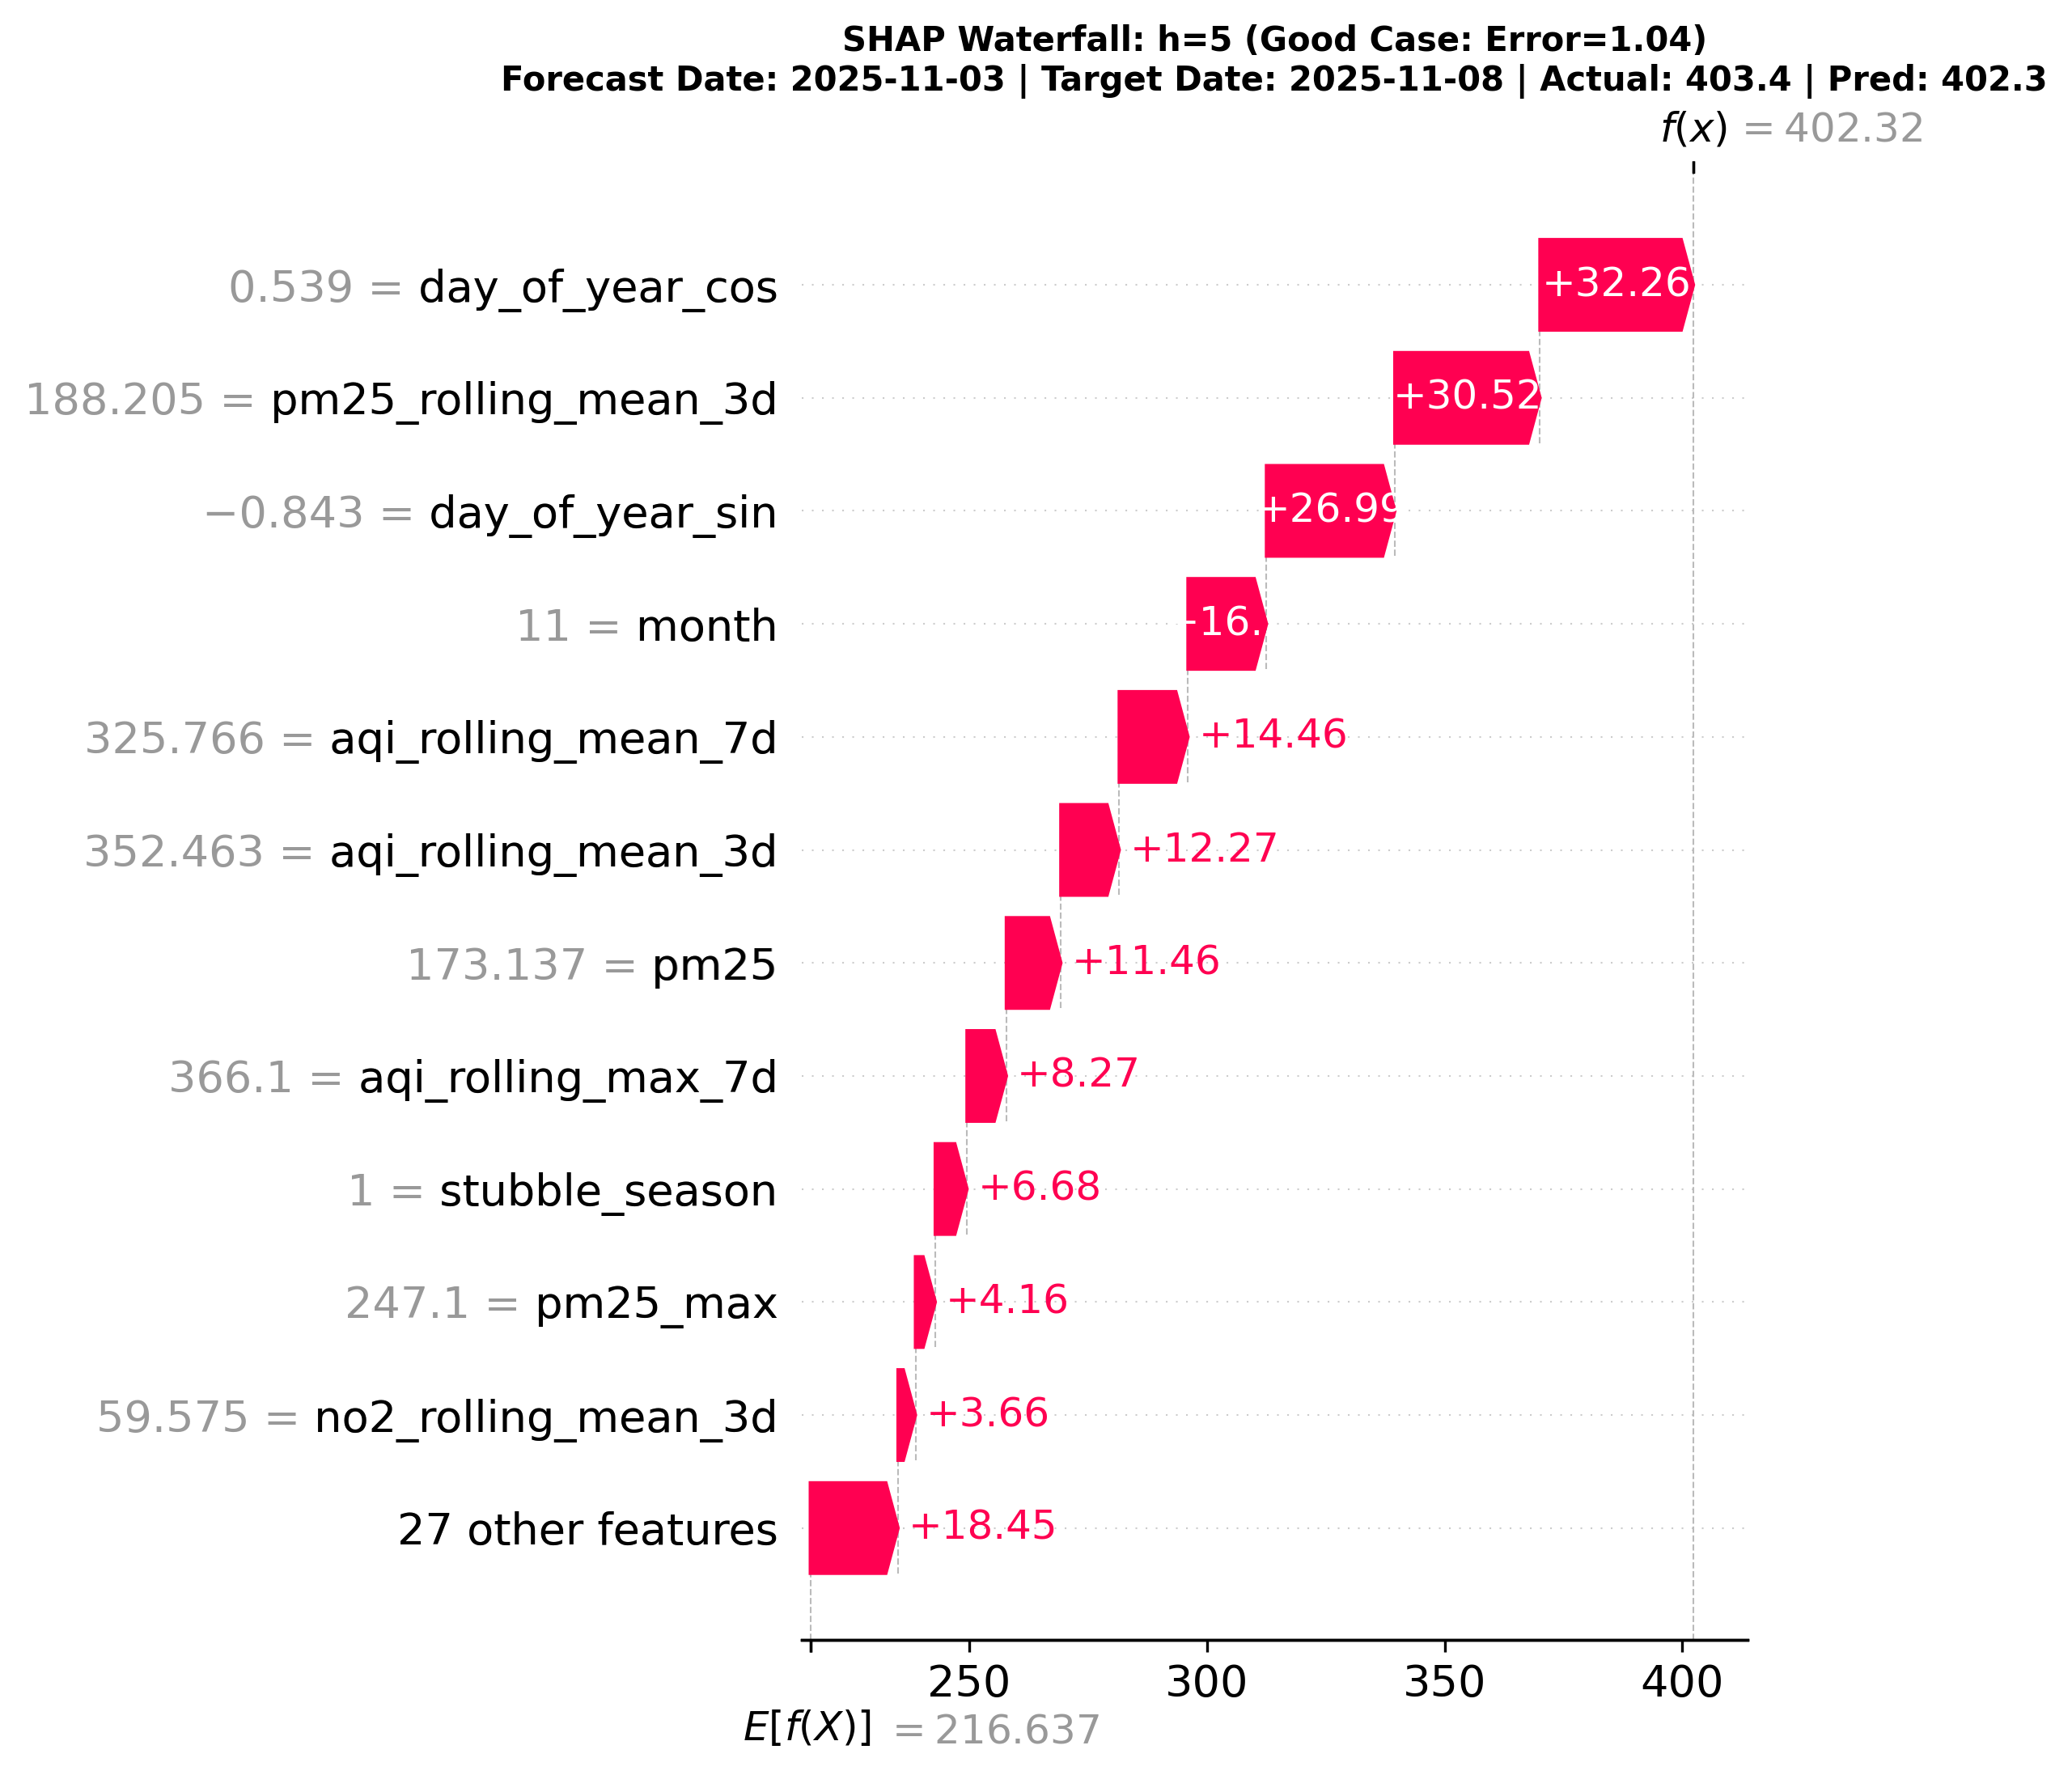 SHAP Waterfall: h=5 (Good Case: Error=1.04)
Forecast Date: 2025-11-03 | Target Date: 2025-11-08 | Actual: 403.4 | Pred: 402.3
f(x) = 402.32
0.539 = day_of_year_cos +32.26
188.205 = pm25_rolling_mean_3d +30.52
−0.843 = day_of_year_sin +26.99
11 = month
325.766 = aqi_rolling_mean_7d +14.46
352.463 = aqi_rolling_mean_3d +12.27
173.137 = pm25 +11.46
366.1 = aqi_rolling_max_7d +8.27
1 = stubble_season +6.68
247.1 = pm25_max +4.16
59.575 = no2_rolling_mean_3d +3.66
27 other features +18.45
250 300 350 400
E[f(X)] = 216.637